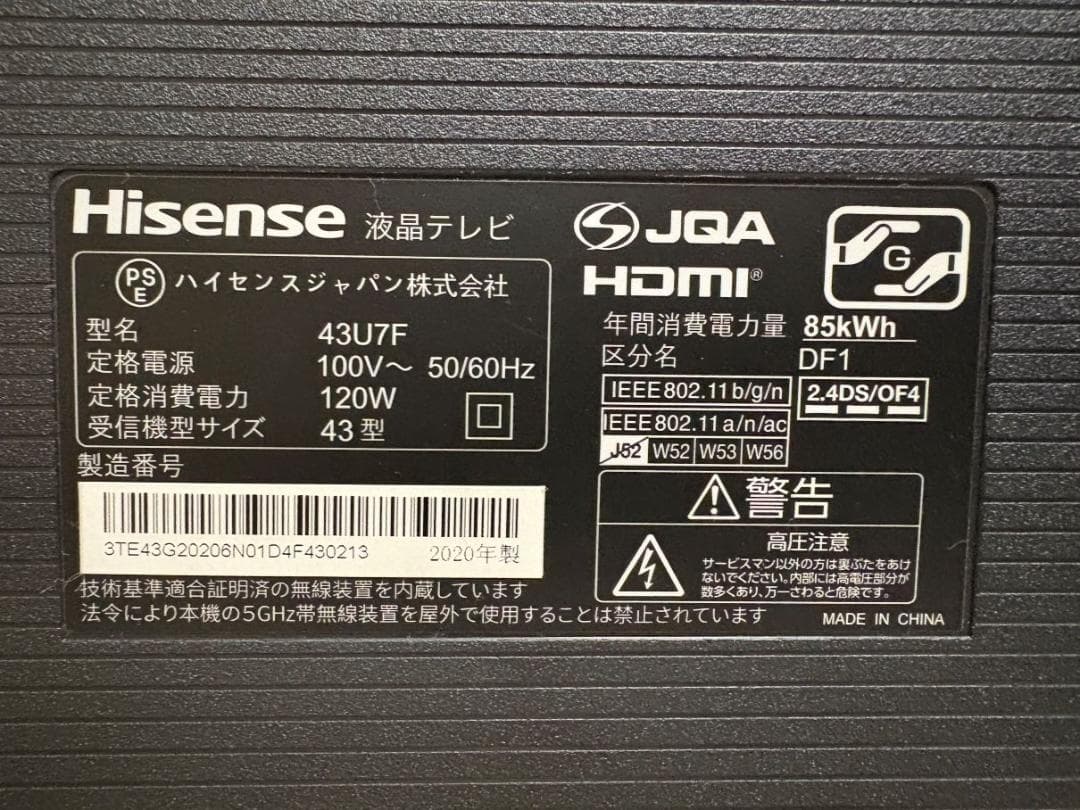 Hisense 液晶テレビ
PSE ハイセンスジャパン株式会社
型名 43U7F
定格電源 100V～ 50/60Hz
定格消費電力 120W
受信機型サイズ 43型
製造番号
3TE43G20206N01D4F430213 2020年製
JQA
HDMI®
G
年間消費電力量 85kWh
区分名 DF1
IEEE802.11b/g/n 2.4DS/OF4
IEEE802.11a/n/ac
J52 W52 W53 W56
警告
高圧注意
サービスマン以外の方は裏ぶたをあけ
ないでください。内部には高電圧部分が
数多くあり、万一さわると危険です。
技術基準適合証明済の無線装置を内蔵しています
法令により本機の5GHz帯無線装置を屋外で使用することは禁止されています
MADE IN CHINA